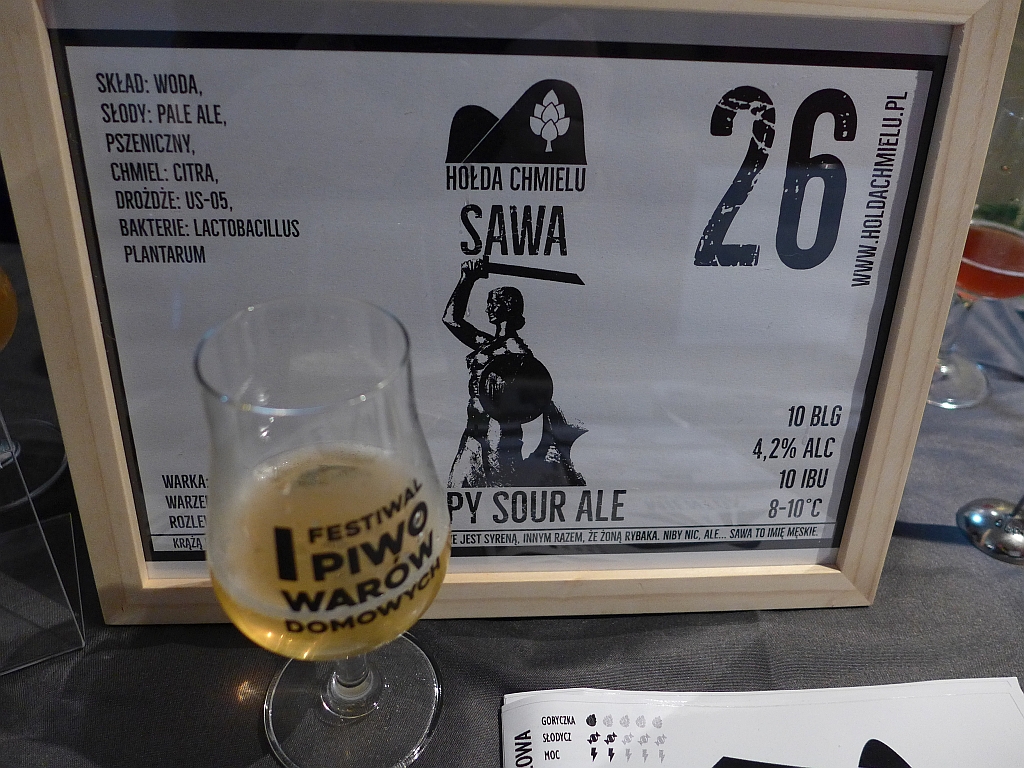 SKŁAD: WODA,
SŁODY: PALE ALE,
PSZENICZNY,
CHMIEL: CITRA,
DROŻDŻE: US-05,
BAKTERIE: LACTOBACILLUS
PLANTARUM
HOŁDA CHMIELU
SAWA
26
WWW.HOLDACHMIELU.PL
10 BLG
4,2% ALC
10 IBU
8-10°C
WARKA:
KRĄŻĄ
PY SOUR ALE
JEST SYRENĄ, INNYM RAZEM, ŻE ŻONĄ RYBAKA. NIBY NIC, ALE... SAWA TO IMIĘ MĘSKIE.
I FESTIWAL
PIWO
WARÓW
DOMOWYCH
GORYCZKA
SŁODYCZ
MOC